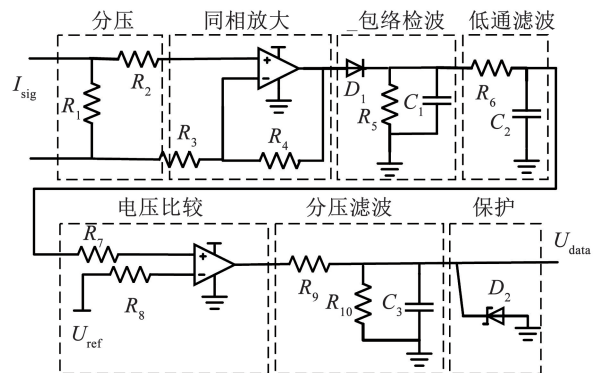 分压 同相放大 包络检波 低通滤波
I_sig R_1 R_2 + − R_3 R_4 D_1 R_5 C_1 R_6 C_2
电压比较 分压滤波 保护
R_7 R_8 U_ref + − R_9 R_10 C_3 D_2 U_data